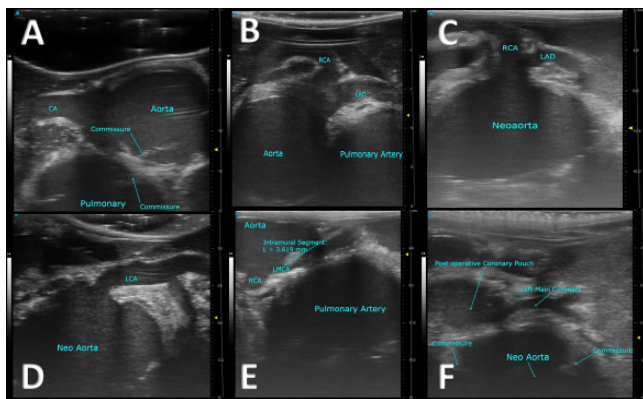 A
CA
Aorta
Commissure
Pulmonary
Commissure
B
RCA
LAD
Aorta
Pulmonary Artery
C
RCA
LAD
Neoaorta
D
LCA
Neo Aorta
E
Aorta
Intramural Segment:
L = 3.619 mm
LMCA
RCA
Pulmonary Artery
F
Post operative Coronary Pouch
Left Main Coronary
Commissure
Commissure
Neo Aorta